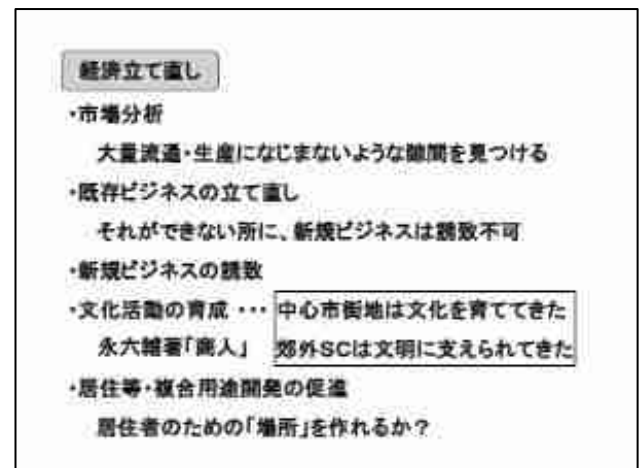 経済立て直し
・市場分析
大量流通・生産になじまないような隙間を見つける
・既存ビジネスの立て直し
それができない所に、新規ビジネスは誘致不可
・新規ビジネスの誘致
・文化活動の育成 ・・・ 中心市街地は文化を育ててきた
永六輔著「商人」 郊外SCは文明に支えられてきた
・居住等・複合用途開発の促進
居住者のための「場所」を作れるか？